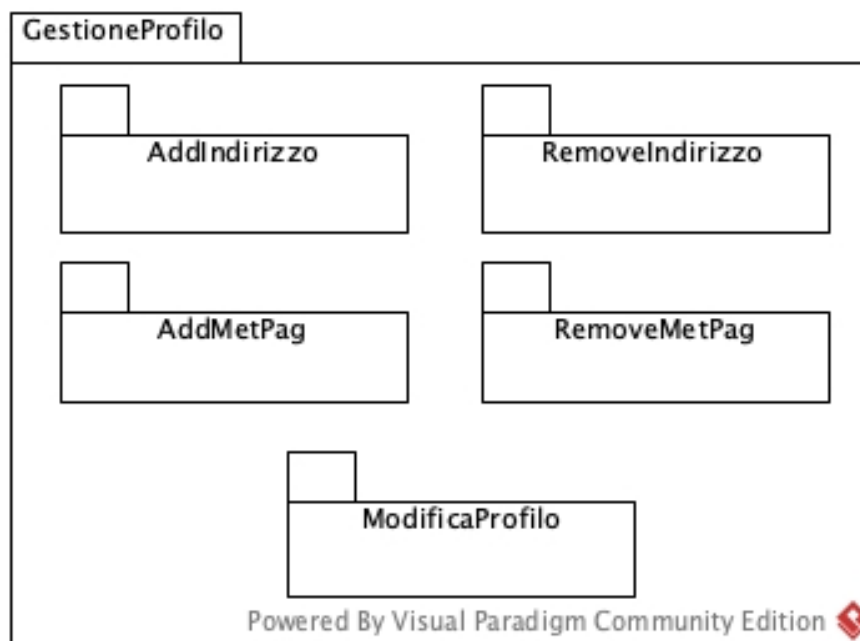 GestioneProfilo
AddIndirizzo
RemoveIndirizzo
AddMetPag
RemoveMetPag
ModificaProfilo
Powered By Visual Paradigm Community Edition